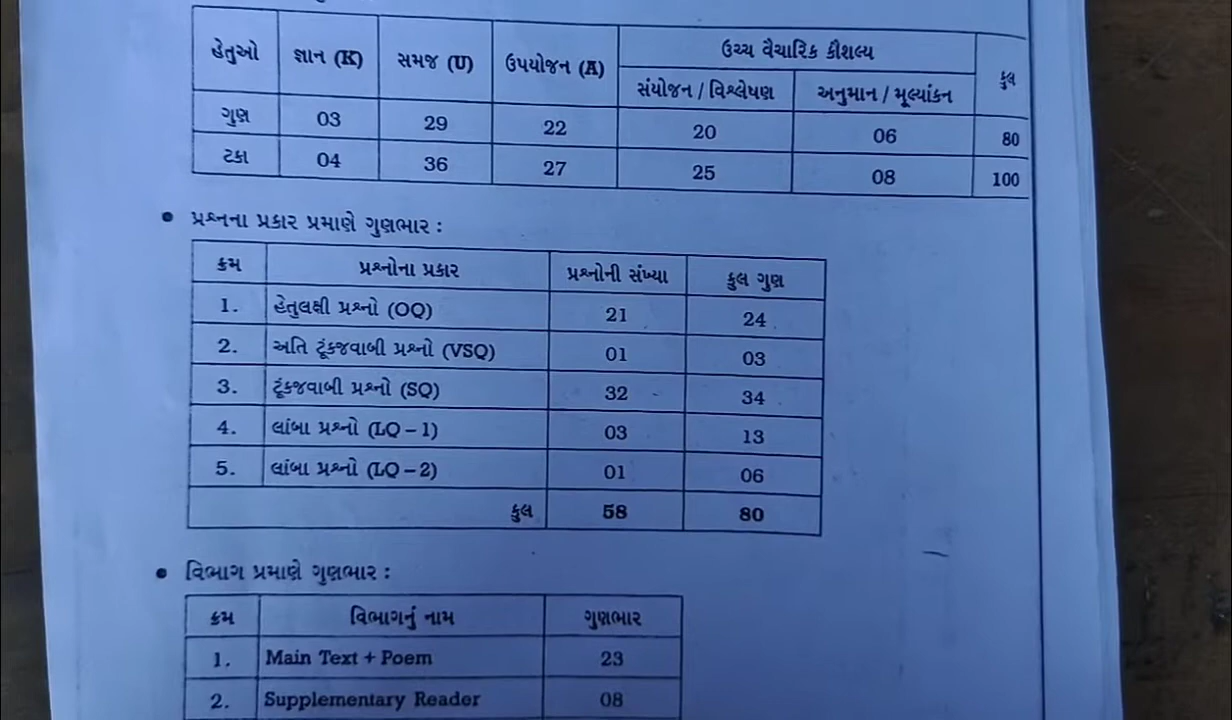 હેતુઓ જ્ઞાન (K) સમજ (U) ઉપયોજન (A) ઉચ્ચ વૈચારિક કૌશલ્ય કુલ
સંયોજન / વિશ્લેષણ અનુમાન / મૂલ્યાંકન
ગુણ 03 29 22 20 06 80
ટકા 04 36 27 25 08 100
• પ્રશ્નના પ્રકાર પ્રમાણે ગુણભાર :
ક્રમ પ્રશ્નોના પ્રકાર પ્રશ્નોની સંખ્યા કુલ ગુણ
1. હેતુલક્ષી પ્રશ્નો (OQ) 21 24
2. અતિ ટૂંકજવાબી પ્રશ્નો (VSQ) 01 03
3. ટૂંકજવાબી પ્રશ્નો (SQ) 32 34
4. લાંબા પ્રશ્નો (LQ – 1) 03 13
5. લાંબા પ્રશ્નો (LQ – 2) 01 06
કુલ 58 80
• વિભાગ પ્રમાણે ગુણભાર :
ક્રમ વિભાગનું નામ ગુણભાર
1. Main Text + Poem 23
2. Supplementary Reader 08